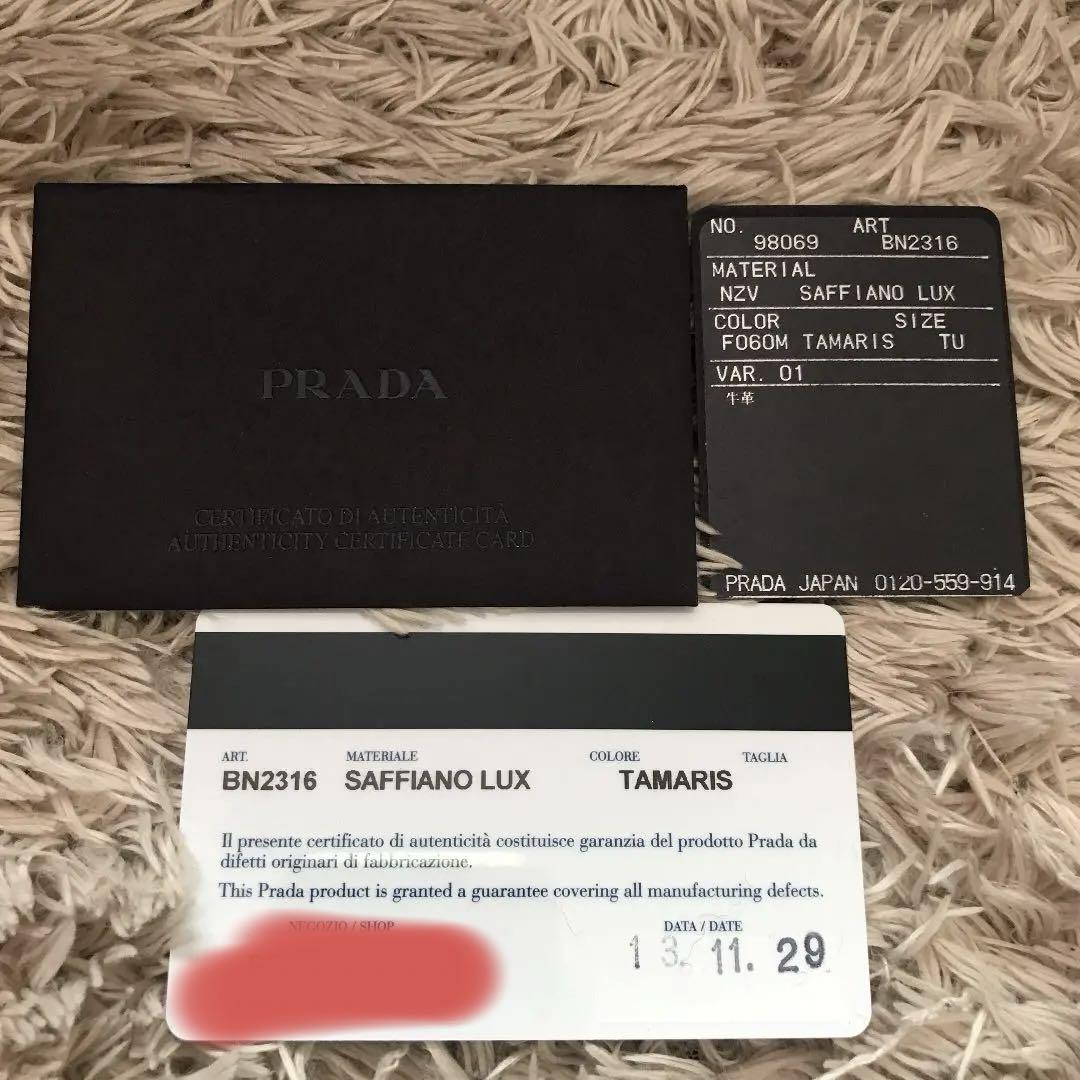 PRADA
CERTIFICATO DI AUTENTICITÀ
AUTHENTICITY CERTIFICATE CARD
NO. ART
98069 BN2316
MATERIAL
NZV SAFFIANO LUX
COLOR SIZE
F060M TAMARIS TU
VAR. 01
牛革
PRADA JAPAN 0120-559-914
ART. MATERIALE COLORE TAGLIA
BN2316 SAFFIANO LUX TAMARIS
Il presente certificato di autenticità costituisce garanzia del prodotto Prada da
difetti originari di fabbricazione.
This Prada product is granted a guarantee covering all manufacturing defects.
NEGOZIO / SHOP DATA / DATE
13. 11. 29